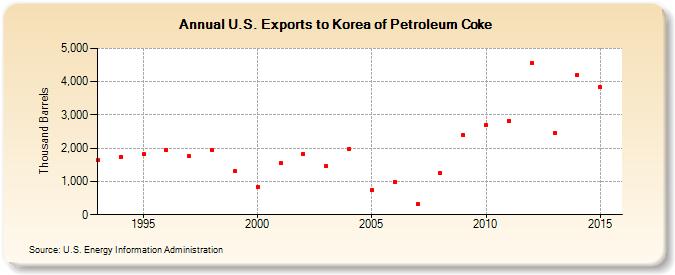 Annual U.S. Exports to Korea of Petroleum Coke
Thousand Barrels
5,000
4,000
3,000
2,000
1,000
0
1995 2000 2005 2010 2015
Source: U.S. Energy Information Administration